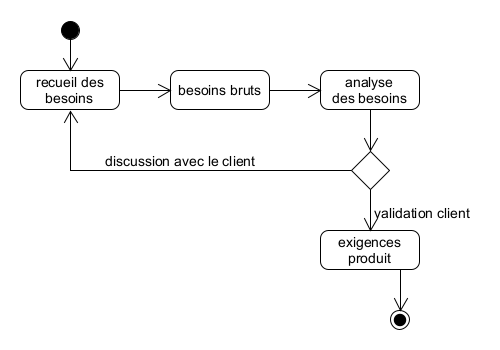 recueil des
besoins
besoins bruts
analyse
des besoins
discussion avec le client
validation client
exigences
produit